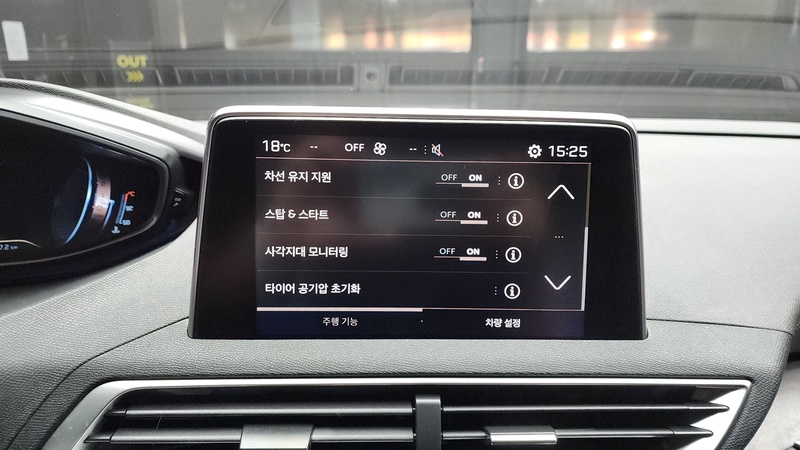 OUT
18°C -- OFF -- 15:25
차선 유지 지원 OFF ON
스탑 & 스타트 OFF ON
사각지대 모니터링 OFF ON
타이어 공기압 초기화
주행 기능 차량 설정
°C
90